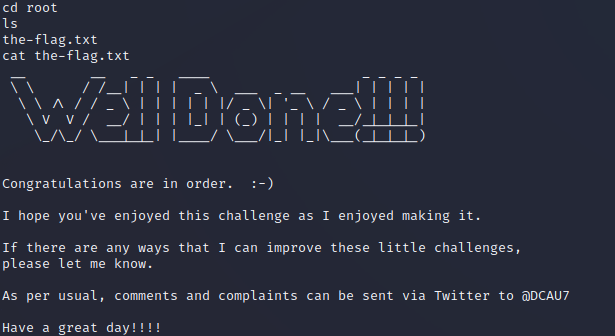 cd root
ls
the-flag.txt
cat the-flag.txt
Well Done!!!!
Congratulations are in order.  :-)
I hope you've enjoyed this challenge as I enjoyed making it.
If there are any ways that I can improve these little challenges,
please let me know.
As per usual, comments and complaints can be sent via Twitter to @DCAU7
Have a great day!!!!